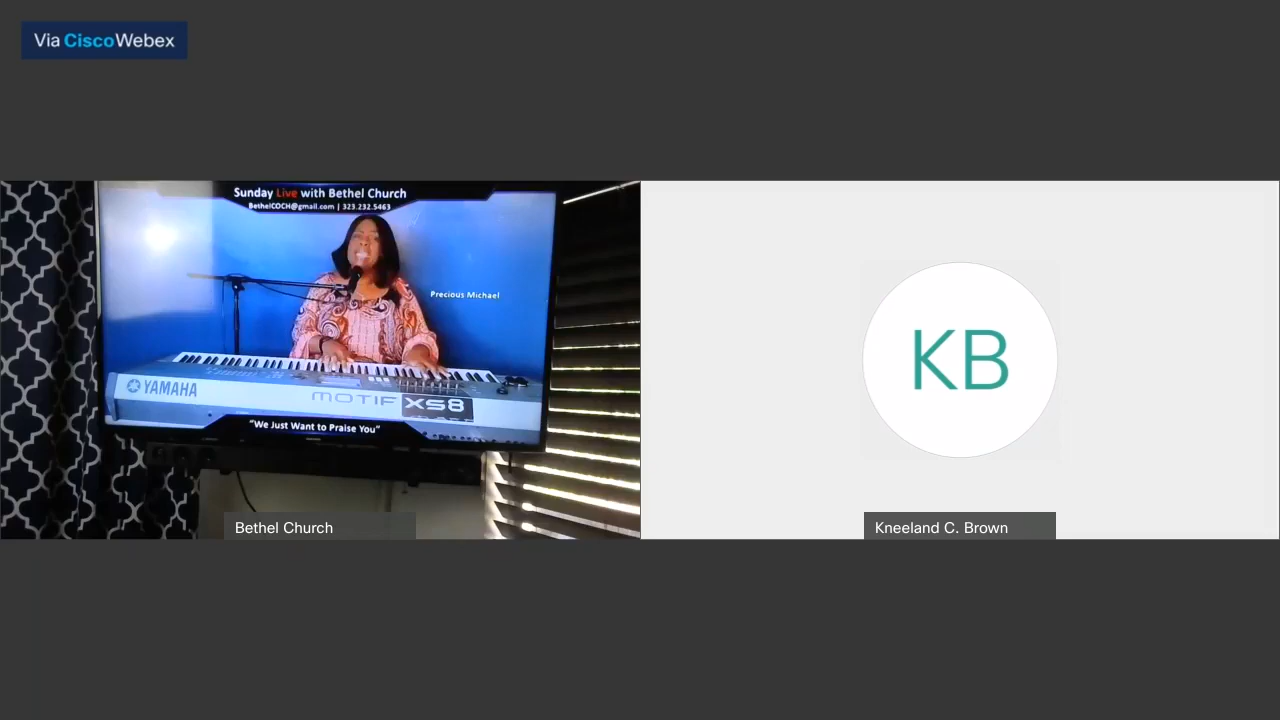 Via CiscoWebex
Sunday Live with Bethel Church
BethelCOCH@gmail.com | 323.232.5463
Precious Michael
YAMAHA
MOTIF XS8
"We Just Want to Praise You"
Bethel Church
KB
Kneeland C. Brown